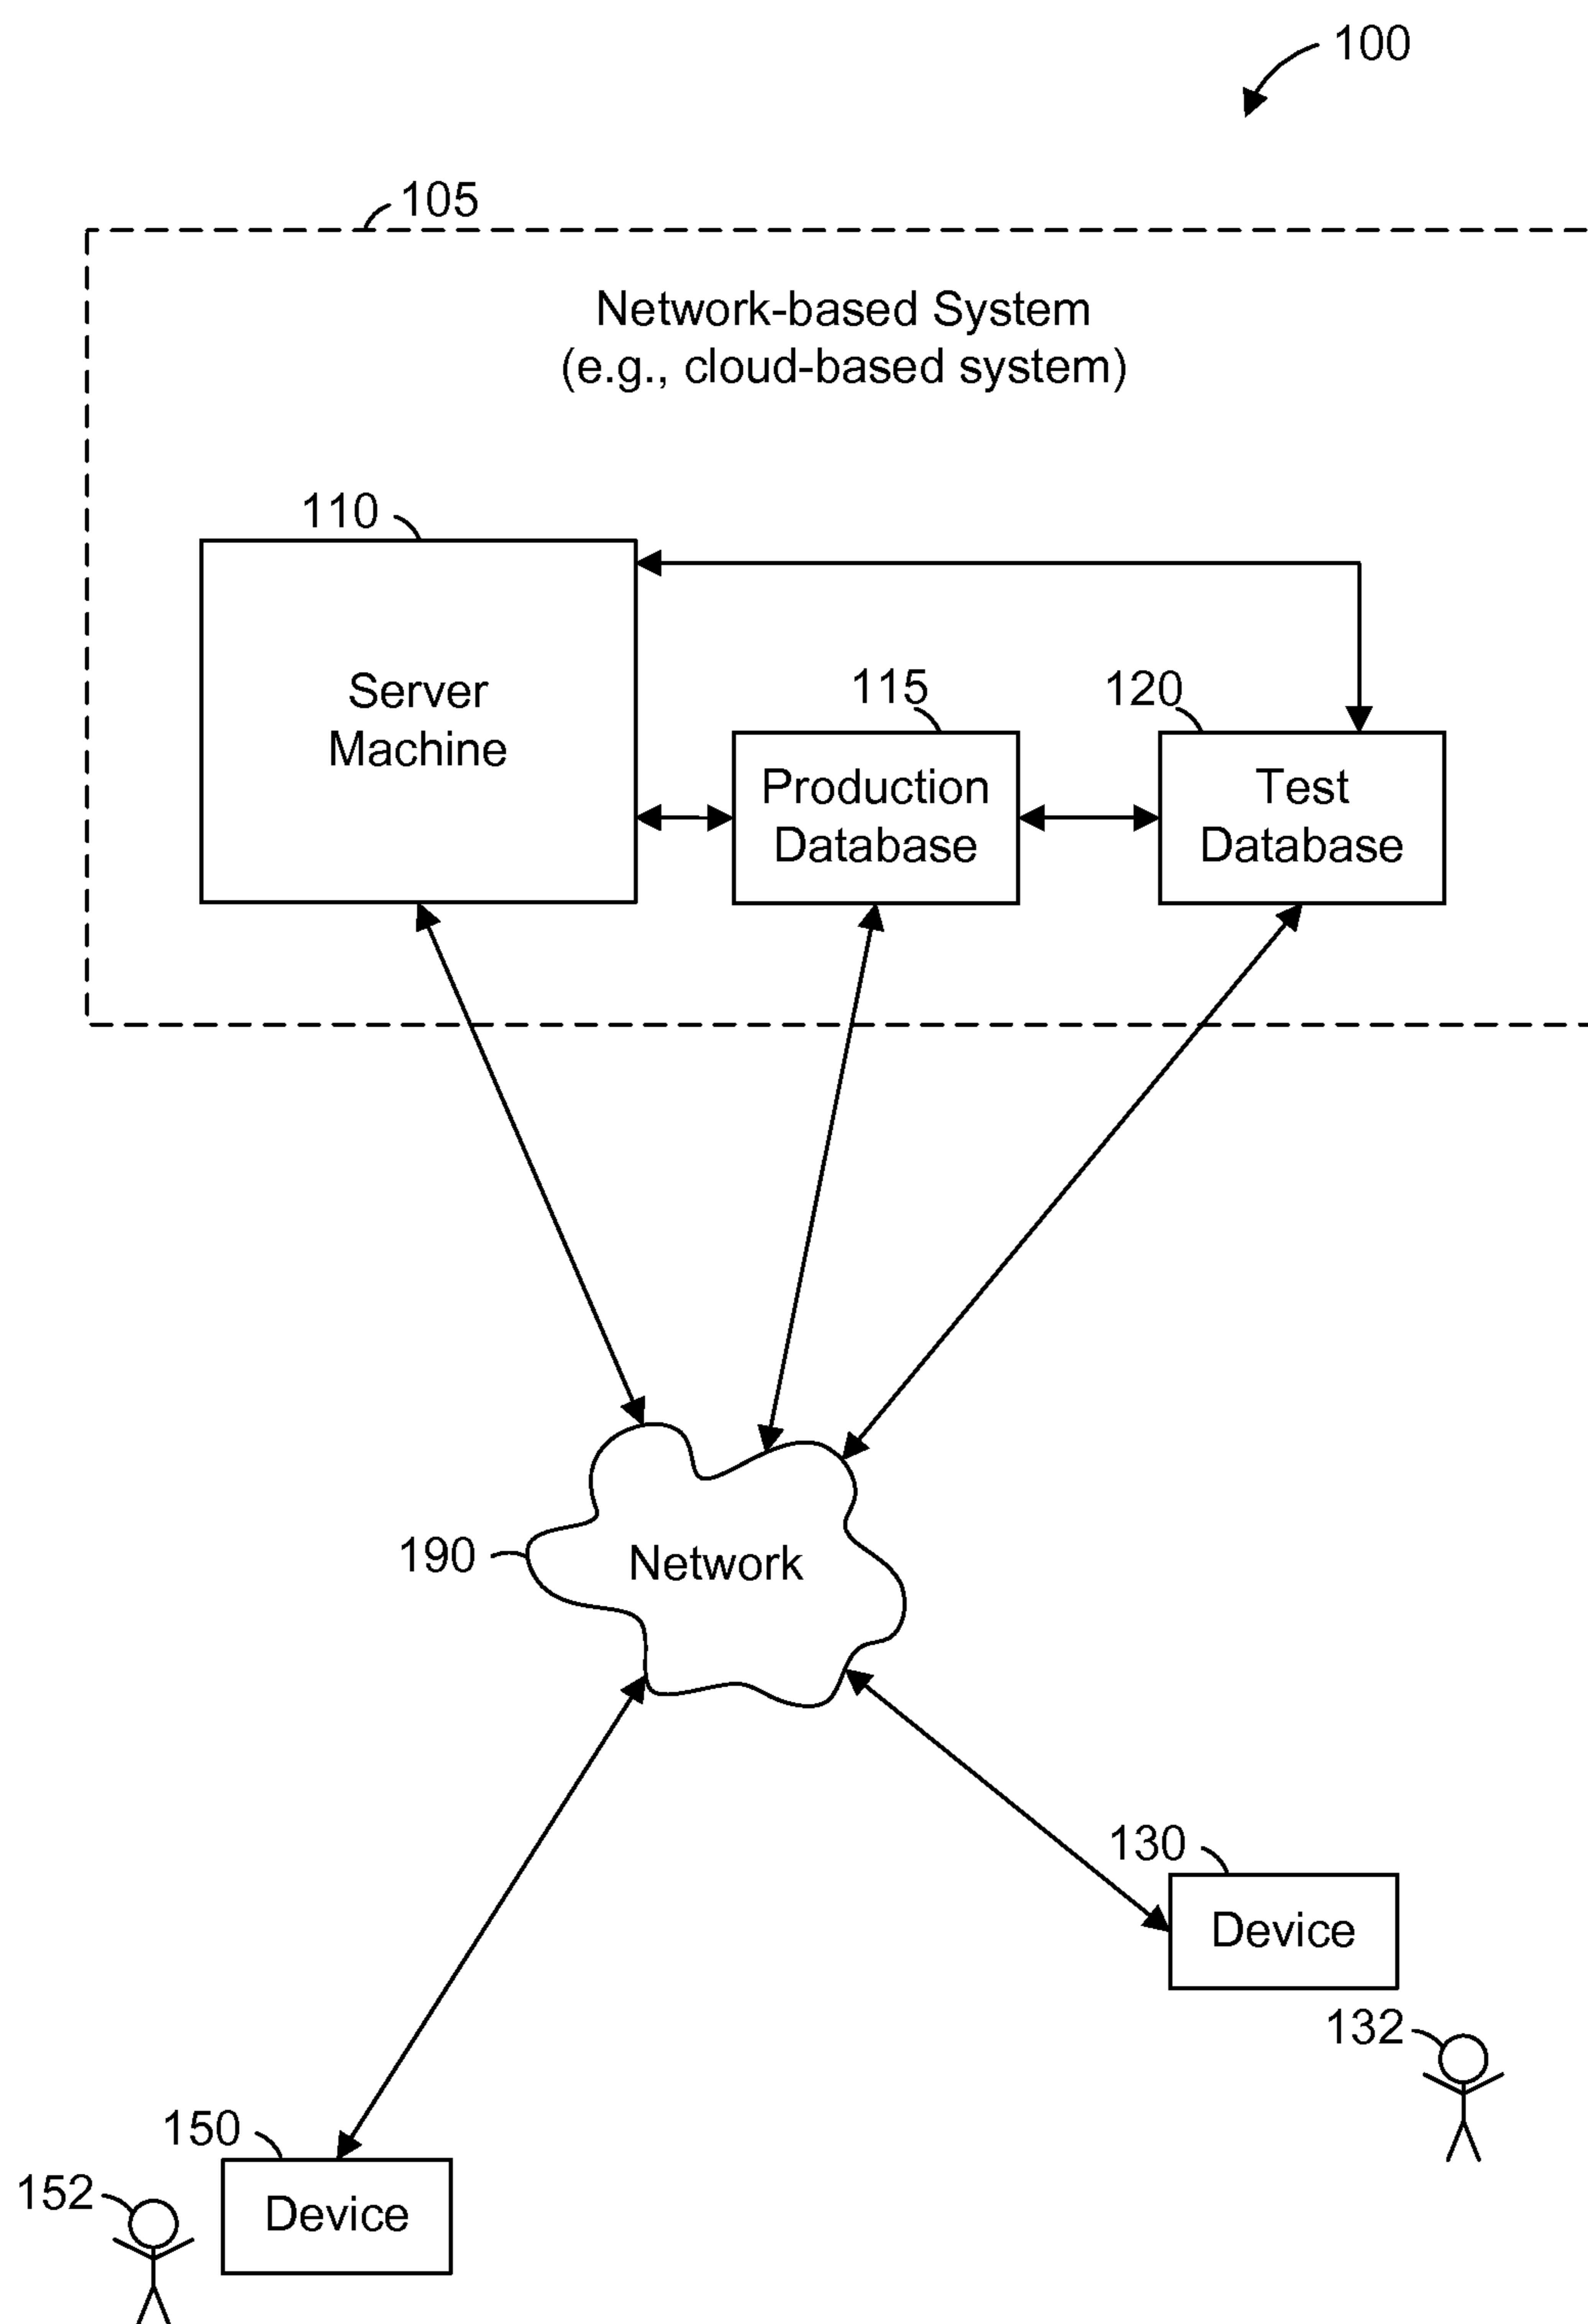 100
105
Network-based System
(e.g., cloud-based system)
110
Server
Machine
115
Production
Database
120
Test
Database
190
Network
130
Device
132
150
Device
152